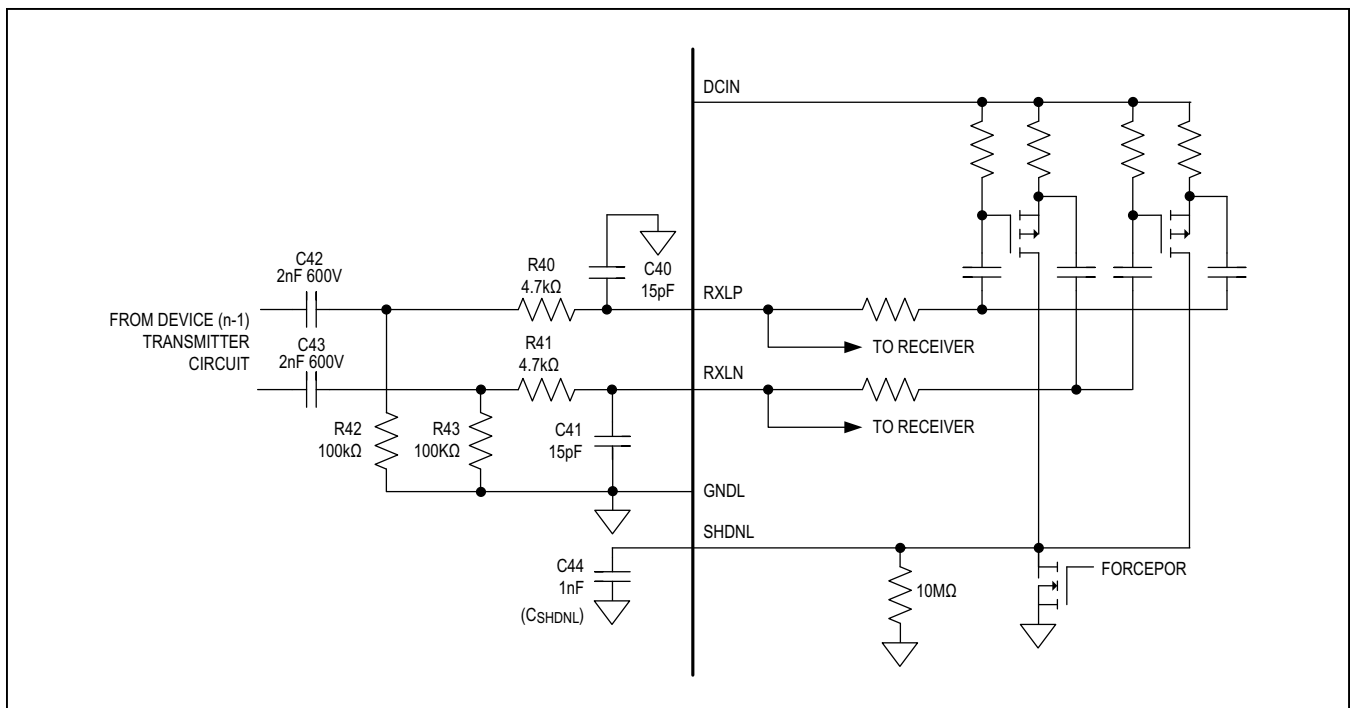 DCIN
C42
2nF 600V
R40
4.7kΩ
C40
15pF
RXLP
FROM DEVICE (n-1)
TRANSMITTER
CIRCUIT
C43
2nF 600V
R41
4.7kΩ
TO RECEIVER
RXLN
R42
100kΩ
R43
100KΩ
C41
15pF
TO RECEIVER
GNDL
SHDNL
C44
1nF
(CSHDNL)
10MΩ
FORCEPOR